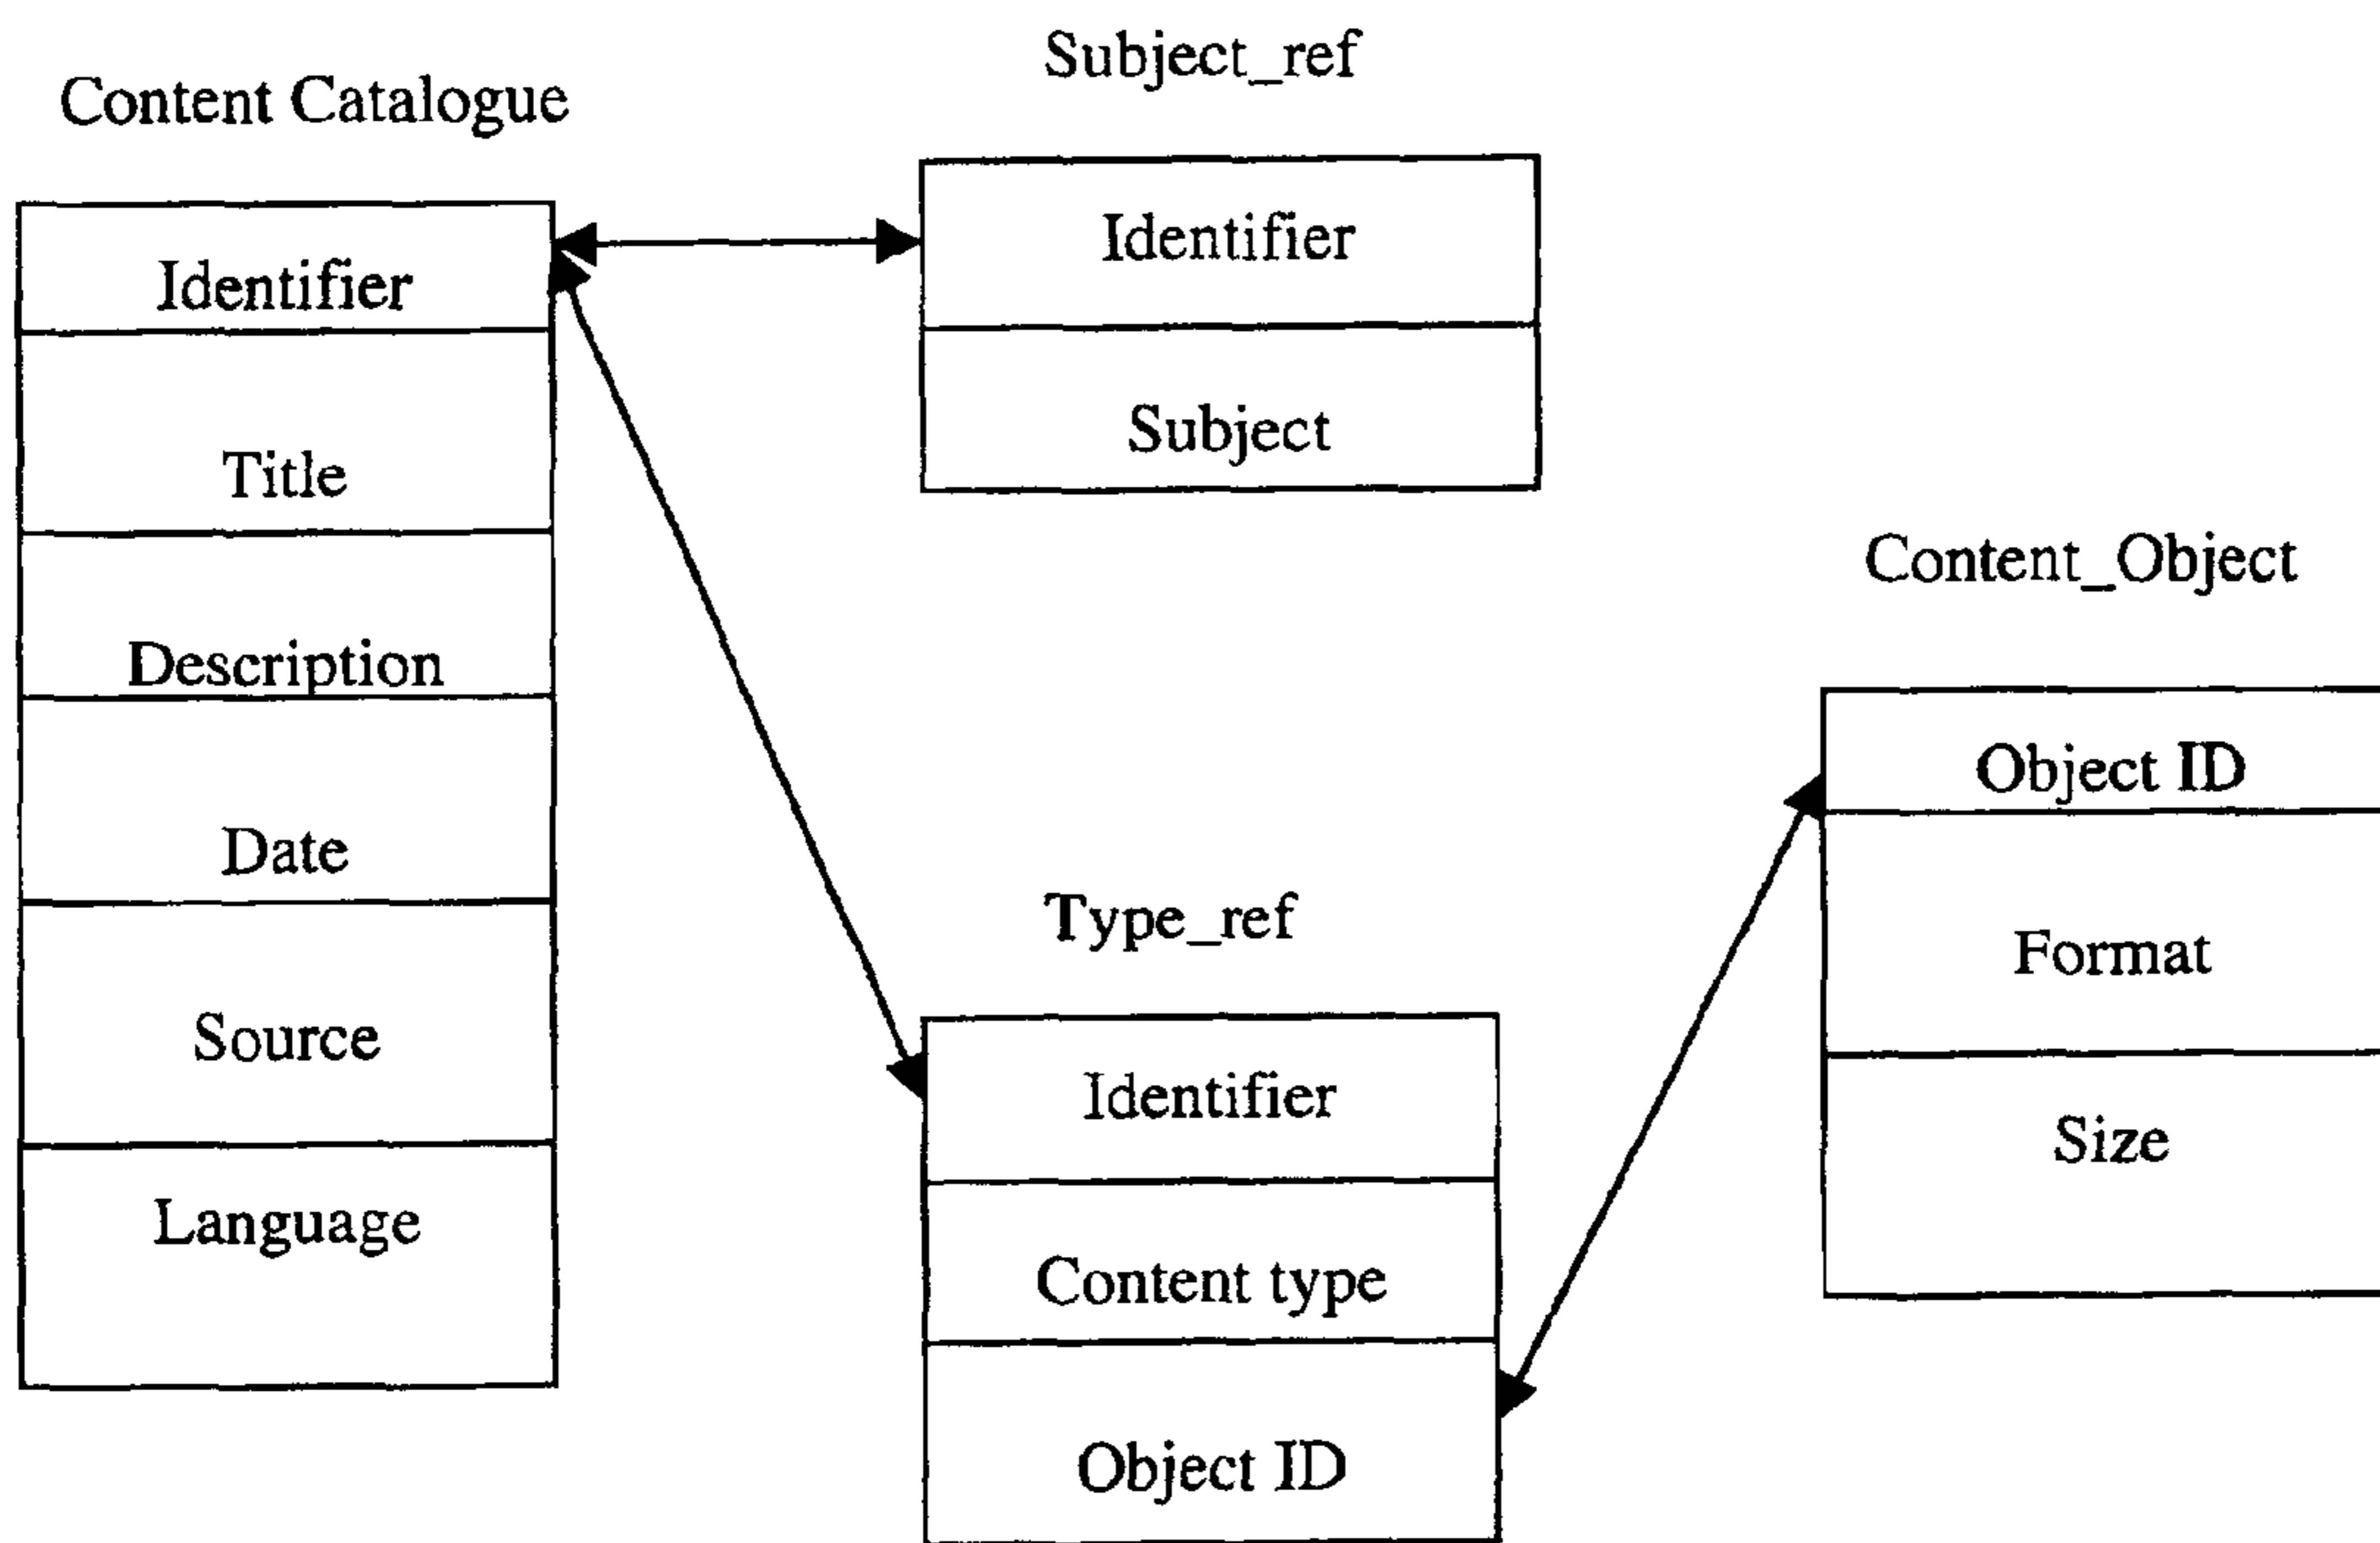 Content Catalogue
Identifier
Title
Description
Date
Source
Language
Subject_ref
Identifier
Subject
Type_ref
Identifier
Content type
Object ID
Content_Object
Object ID
Format
Size